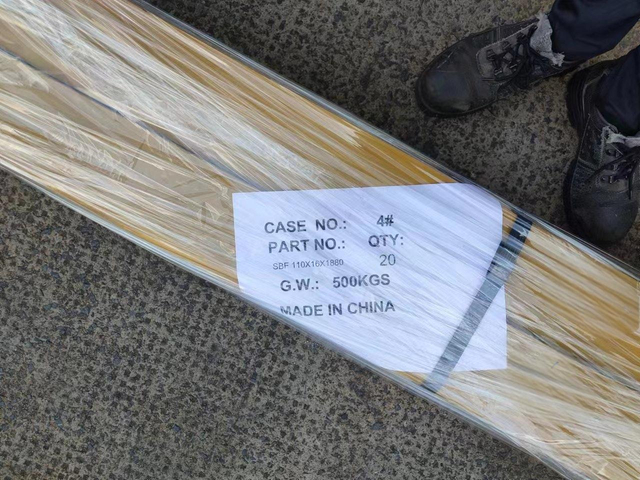 CASE NO.: 4#
PART NO.: QTY:
SBF 110X16X1880 20
G.W.: 500KGS
MADE IN CHINA